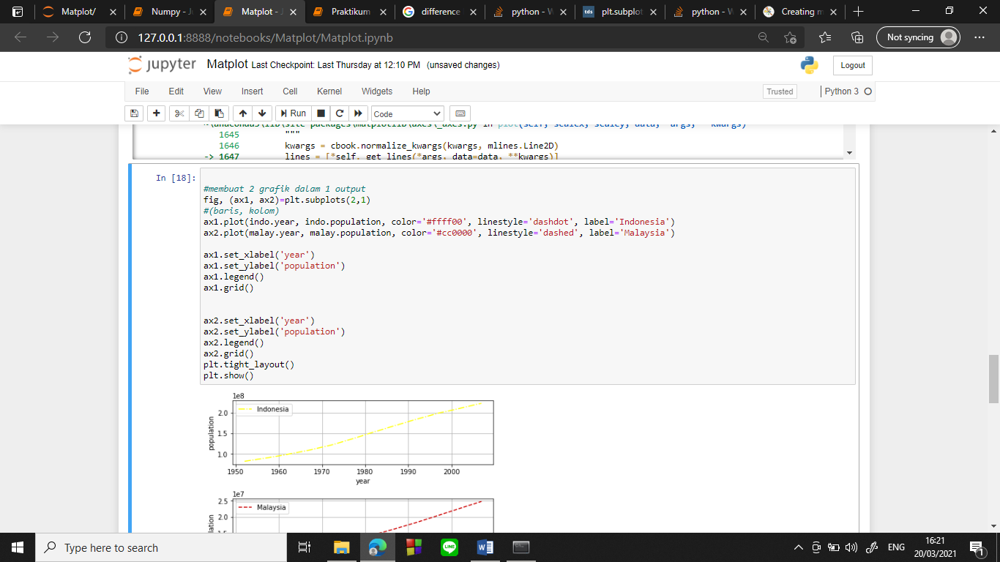 Matplot/
Numpy - Ju
Matplot - J
Praktikum
difference
python - W
tds
plt.subplot
python - W
Creating m
127.0.0.1:8888/notebooks/Matplot/Matplot.ipynb
Not syncing
jupyter
Matplot Last Checkpoint: Last Thursday at 12:10 PM (unsaved changes)
Logout
File Edit View Insert Cell Kernel Widgets Help
Trusted
Python 3
Run
Code
~\anaconda3\lib\site-packages\matplotlib\axes\_axes.py in plot(self, scalex, scaley, data, *args, **kwargs)
1645 """
1646 kwargs = cbook.normalize_kwargs(kwargs, mlines.Line2D)
-> 1647 lines = [*self._get_lines(*args, data=data, **kwargs)]
In [18]:
#membuat 2 grafik dalam 1 output
fig, (ax1, ax2)=plt.subplots(2,1)
#(baris, kolom)
ax1.plot(indo.year, indo.population, color='#ffff00', linestyle='dashdot', label='Indonesia')
ax2.plot(malay.year, malay.population, color='#cc0000', linestyle='dashed', label='Malaysia')
ax1.set_xlabel('year')
ax1.set_ylabel('population')
ax1.legend()
ax1.grid()
ax2.set_xlabel('year')
ax2.set_ylabel('population')
ax2.legend()
ax2.grid()
plt.tight_layout()
plt.show()
1e8
Indonesia
2.0
1.5
1.0
population
1950 1960 1970 1980 1990 2000
year
1e7
Malaysia
2.5
2.0
1.5
Type here to search
ENG
16:21
20/03/2021
1